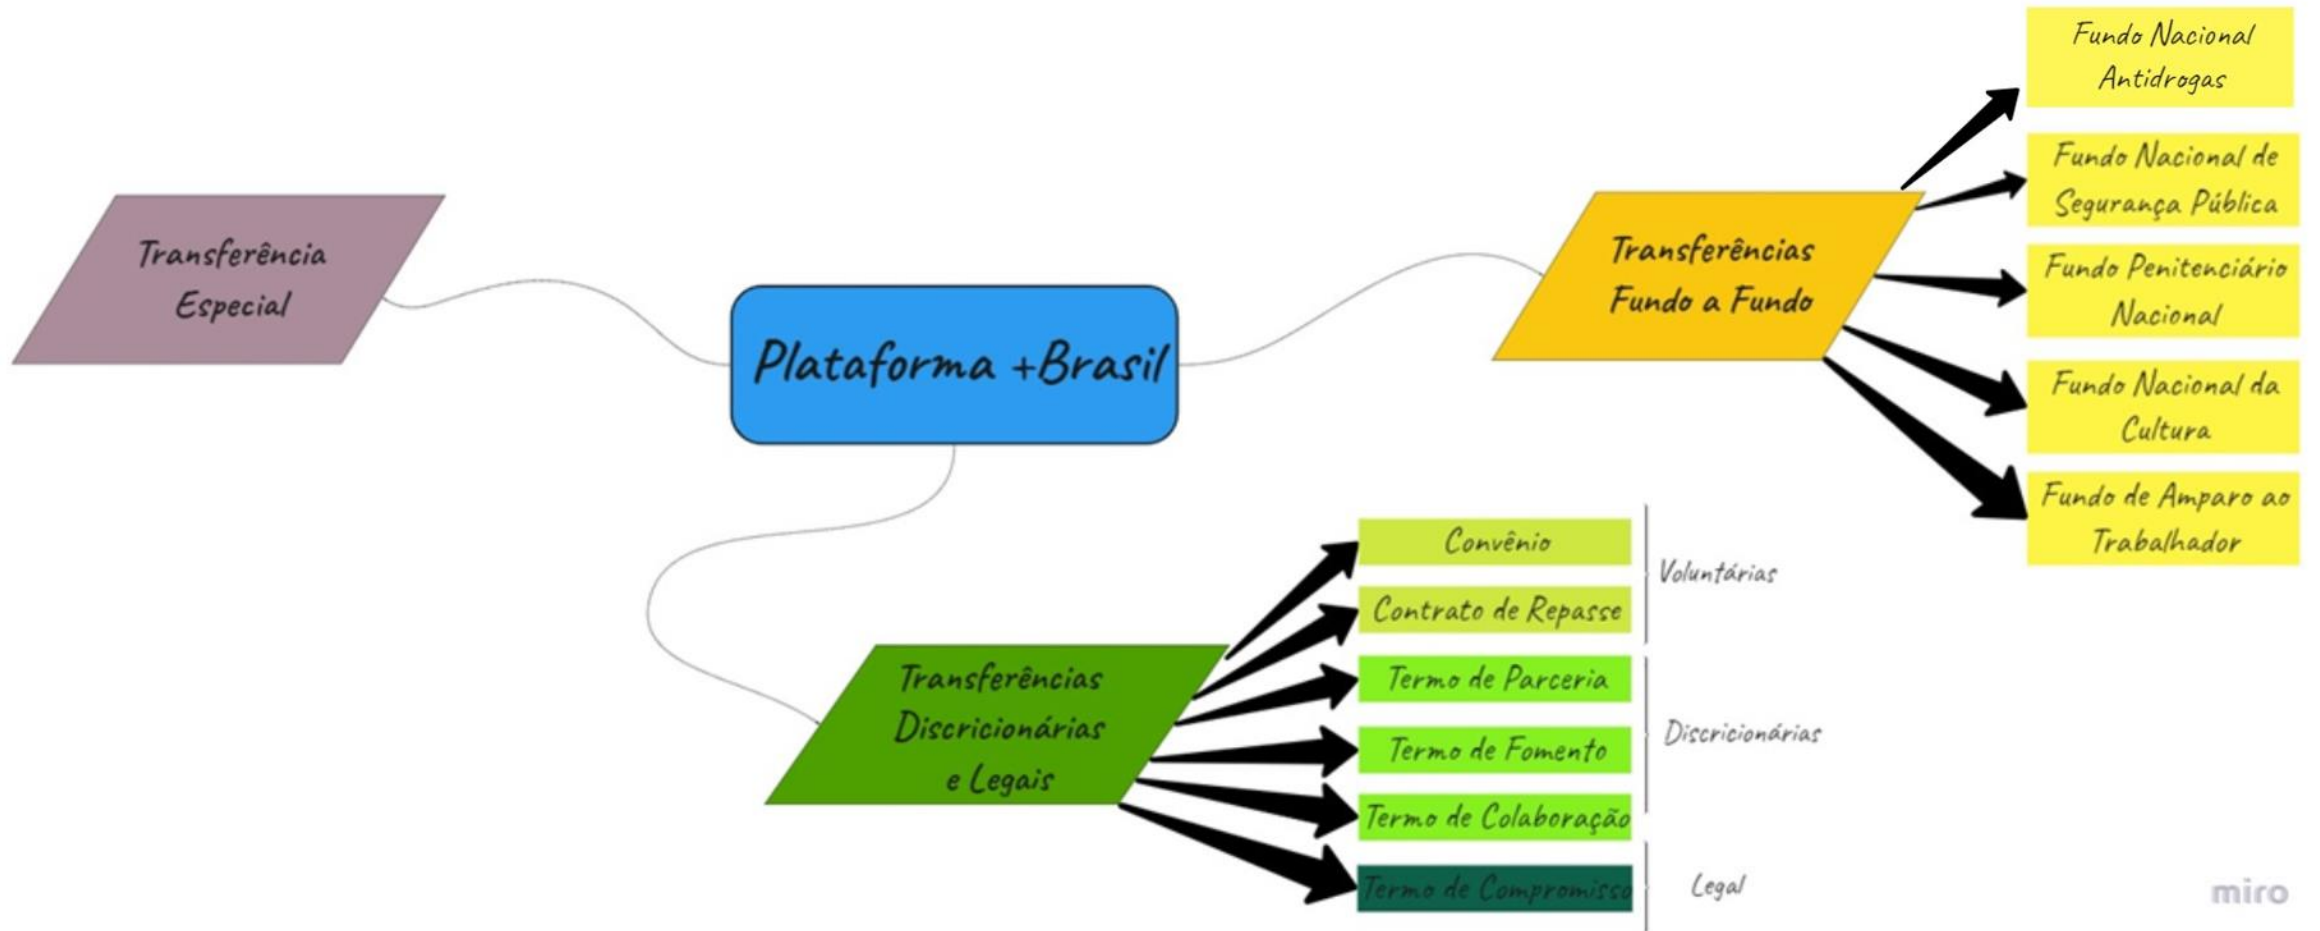 Transferência
Especial
Plataforma +Brasil
Transferências
Fundo a Fundo
Fundo Nacional
Antidrogas
Fundo Nacional de
Segurança Pública
Fundo Penitenciário
Nacional
Fundo Nacional da
Cultura
Fundo de Amparo ao
Trabalhador
Transferências
Discricionárias
e Legais
Convênio
Contrato de Repasse
Voluntárias
Termo de Parceria
Termo de Fomento
Termo de Colaboração
Discricionárias
Termo de Compromisso
Legal
miro